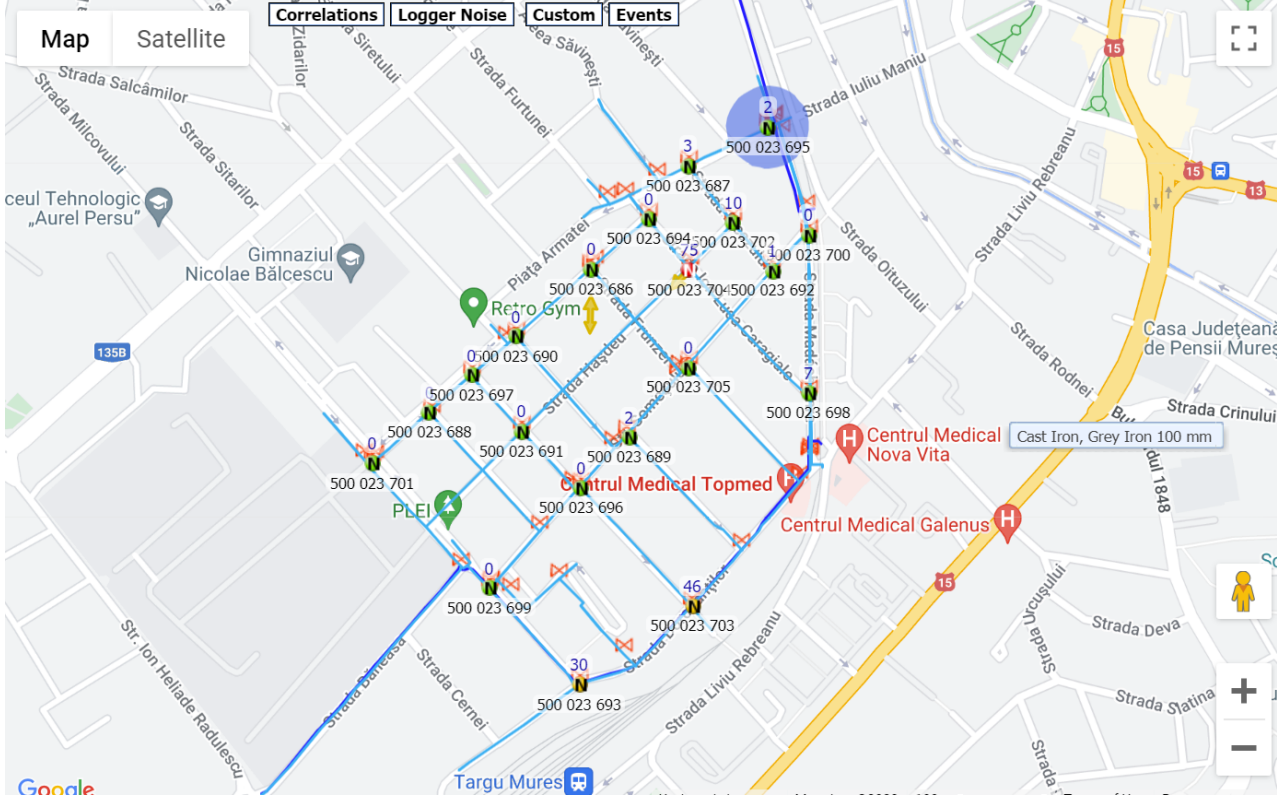 Correlations
Logger Noise
Custom
Events
Map
Satellite
Strada Salcâmilor
Strada Milcovului
Strada Sitarilor
Zidarilor
Siretului
Strada Furtunei
Săvinești
Strada Iuliu Maniu
15
2
500 023 695
3
500 023 687
15
13
Strada Liviu Rebreanu
Tehnologic
„Aurel Persu”
Gimnaziul
Nicolae Bălcescu
Piața Armatei
0
500 023 694
10
500 023 702
0
500 023 700
Strada Oituzului
0
500 023 686
75
500 023 704
1
500 023 692
Retro Gym
135B
0
500 023 690
0
500 023 697
0
500 023 688
Strada Hașdeu
Luca Caragiale
0
500 023 705
7
500 023 698
Casa Județeană
de Pensii Mureș
Strada Rodnei
Strada Crinului
0
500 023 691
2
500 023 689
Centrul Medical
Nova Vita
Cast Iron, Grey Iron 100 mm
0
500 023 701
0
500 023 696
Centrul Medical Topmed
PLEI
Centrul Medical Galenus
1848
0
500 023 699
46
500 023 703
15
Strada Deva
Strada Slatina
30
500 023 693
Strada Liviu Rebreanu
Strada Băneasa
Strada Cernei
Str. Ion Heliade Radulescu
Targu Mures
Google